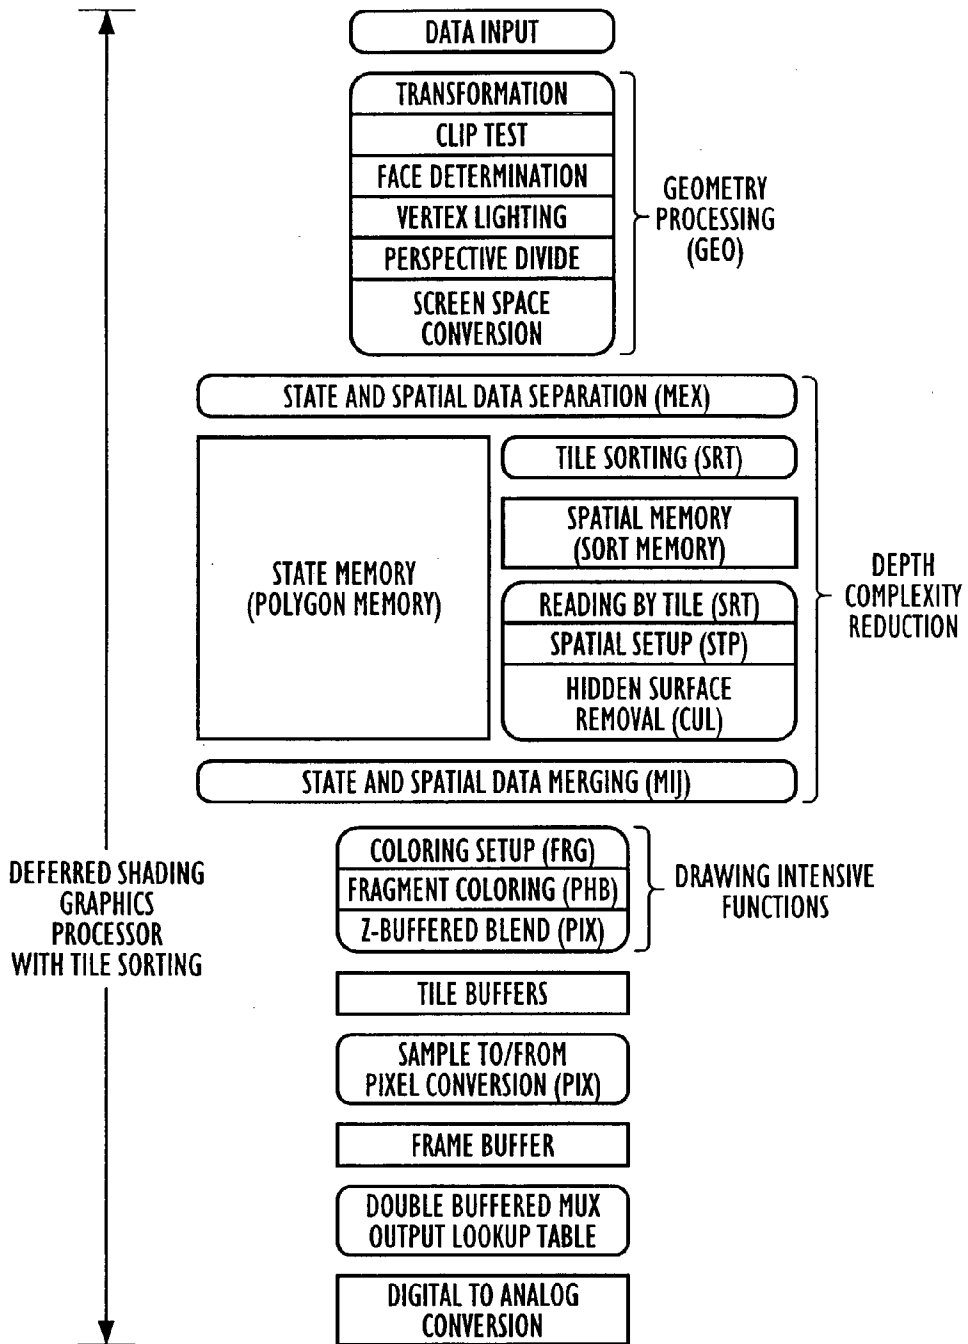 DATA INPUT
TRANSFORMATION
CLIP TEST
FACE DETERMINATION
VERTEX LIGHTING
PERSPECTIVE DIVIDE
SCREEN SPACE
CONVERSION
GEOMETRY
PROCESSING
(GEO)
STATE AND SPATIAL DATA SEPARATION (MEX)
STATE MEMORY
(POLYGON MEMORY)
TILE SORTING (SRT)
SPATIAL MEMORY
(SORT MEMORY)
READING BY TILE (SRT)
SPATIAL SETUP (STP)
HIDDEN SURFACE
REMOVAL (CUL)
DEPTH
COMPLEXITY
REDUCTION
STATE AND SPATIAL DATA MERGING (MIJ)
COLORING SETUP (FRG)
FRAGMENT COLORING (PHB)
Z-BUFFERED BLEND (PIX)
DRAWING INTENSIVE
FUNCTIONS
DEFERRED SHADING
GRAPHICS
PROCESSOR
WITH TILE SORTING
TILE BUFFERS
SAMPLE TO/FROM
PIXEL CONVERSION (PIX)
FRAME BUFFER
DOUBLE BUFFERED MUX
OUTPUT LOOKUP TABLE
DIGITAL TO ANALOG
CONVERSION